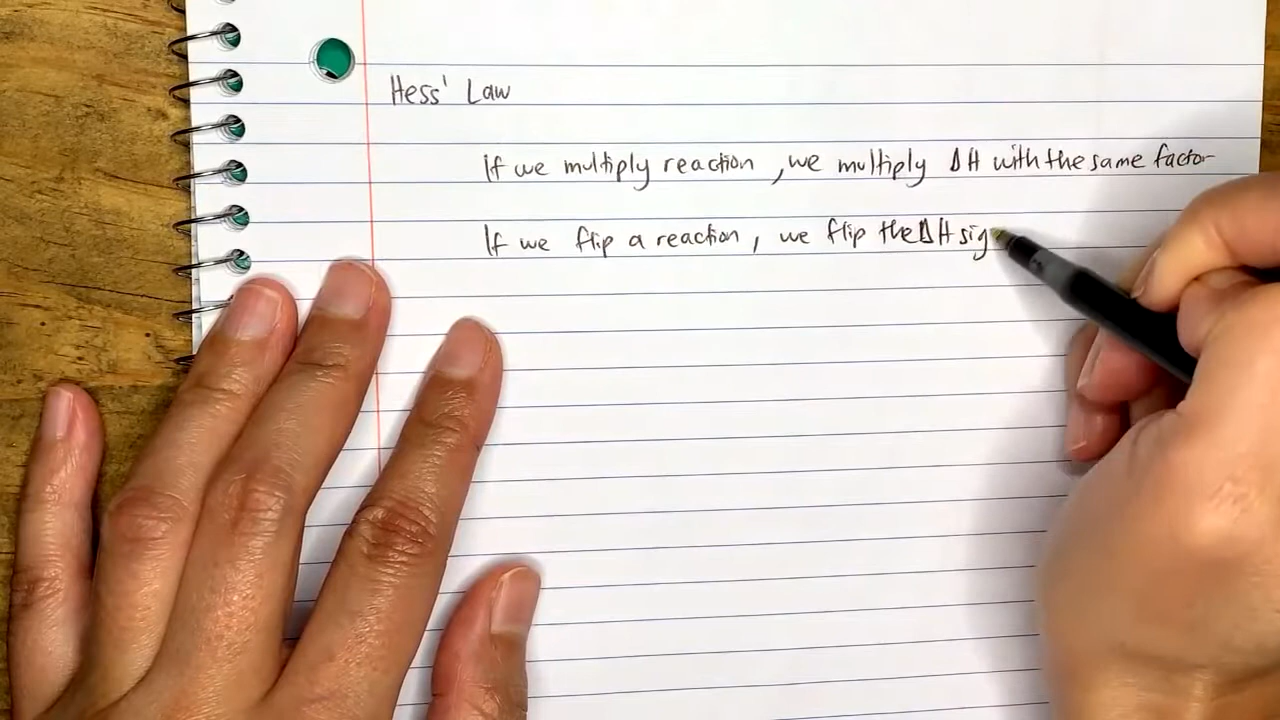 Hess' Law
If we multiply reaction, we multiply ΔH with the same factor
If we flip a reaction, we flip the ΔH sig